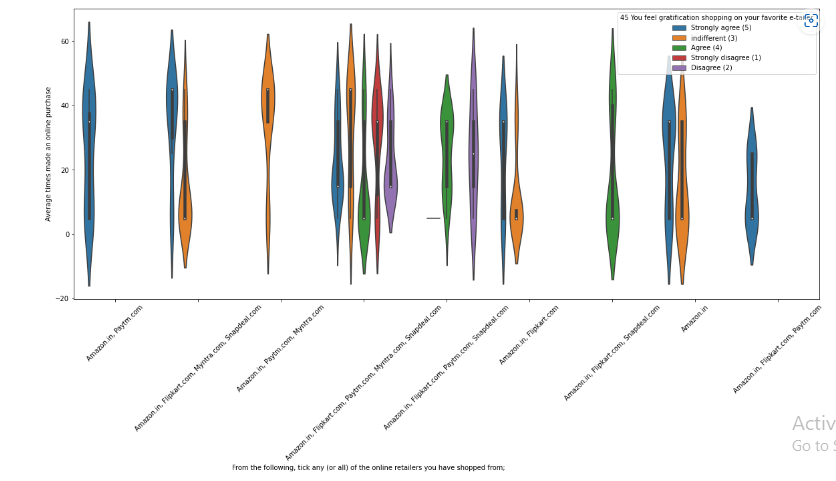 45 You feel gratification shopping on your favorite e-tailer
Strongly agree (5)
indifferent (3)
Agree (4)
Strongly disagree (1)
Disagree (2)
Average times made an online purchase
60
40
20
0
−20
Amazon.in, Paytm.com
Amazon.in, Flipkart.com, Myntra.com, Snapdeal.com
Amazon.in, Paytm.com, Myntra.com
Amazon.in, Flipkart.com, Paytm.com, Myntra.com, Snapdeal.com
Amazon.in, Flipkart.com, Paytm.com, Snapdeal.com
Amazon.in, Flipkart.com
Amazon.in, Flipkart.com, Snapdeal.com
Amazon.in
Amazon.in, Flipkart.com, Paytm.com
From the following, tick any (or all) of the online retailers you have shopped from;
Activ
Go to S